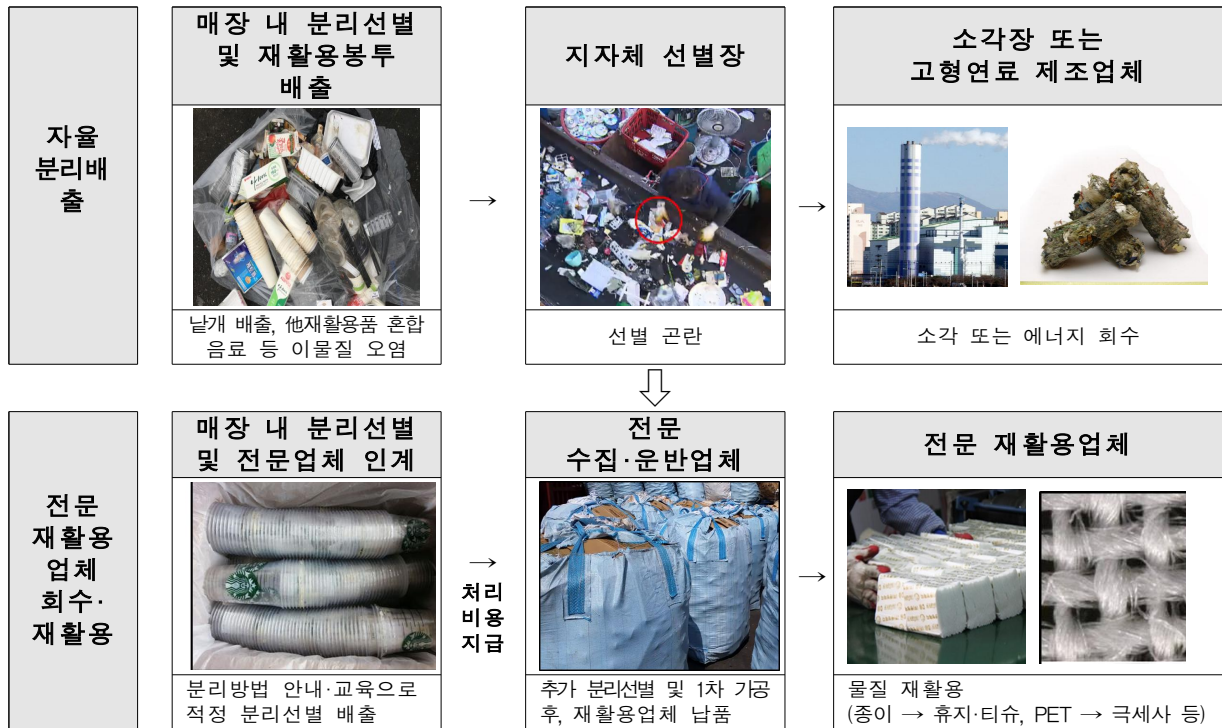 자율
분리배
출
매장 내 분리선별
및 재활용봉투
배출
낱개 배출, 他재활용품 혼합
음료 등 이물질 오염
→
지자체 선별장
선별 곤란
→
소각장 또는
고형연료 제조업체
소각 또는 에너지 회수
전문
재활용
업체
회수·
재활용
매장 내 분리선별
및 전문업체 인계
분리방법 안내·교육으로
적정 분리선별 배출
→
처리
비용
지급
전문
수집·운반업체
추가 분리선별 및 1차 가공
후, 재활용업체 납품
→
전문 재활용업체
물질 재활용
(종이 → 휴지·티슈, PET → 극세사 등)